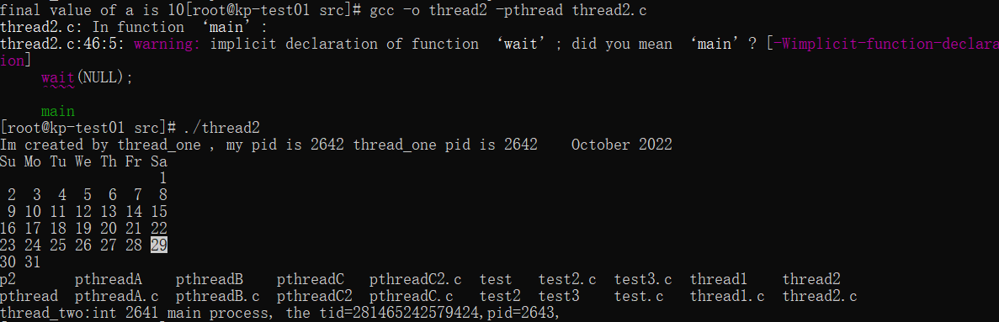 final value of a is 10[root@kp-test01 src]# gcc -o thread2 -pthread thread2.c
thread2.c: In function ‘main’:
thread2.c:46:5: warning: implicit declaration of function ‘wait’; did you mean ‘main’? [-Wimplicit-function-declara
ion]
     wait(NULL);
     ^~~~
     main
[root@kp-test01 src]# ./thread2
Im created by thread_one , my pid is 2642 thread_one pid is 2642    October 2022
Su Mo Tu We Th Fr Sa
                   1
 2  3  4  5  6  7  8
 9 10 11 12 13 14 15
16 17 18 19 20 21 22
23 24 25 26 27 28 29
30 31
p2       pthreadA    pthreadB    pthreadC    pthreadC2.c  test   test2.c  test3.c  thread1    thread2
pthread  pthreadA.c  pthreadB.c  pthreadC2   pthreadC.c   test2  test3    test.c   thread1.c  thread2.c
thread_two:int 2641 main process, the tid=281465242579424,pid=2643,